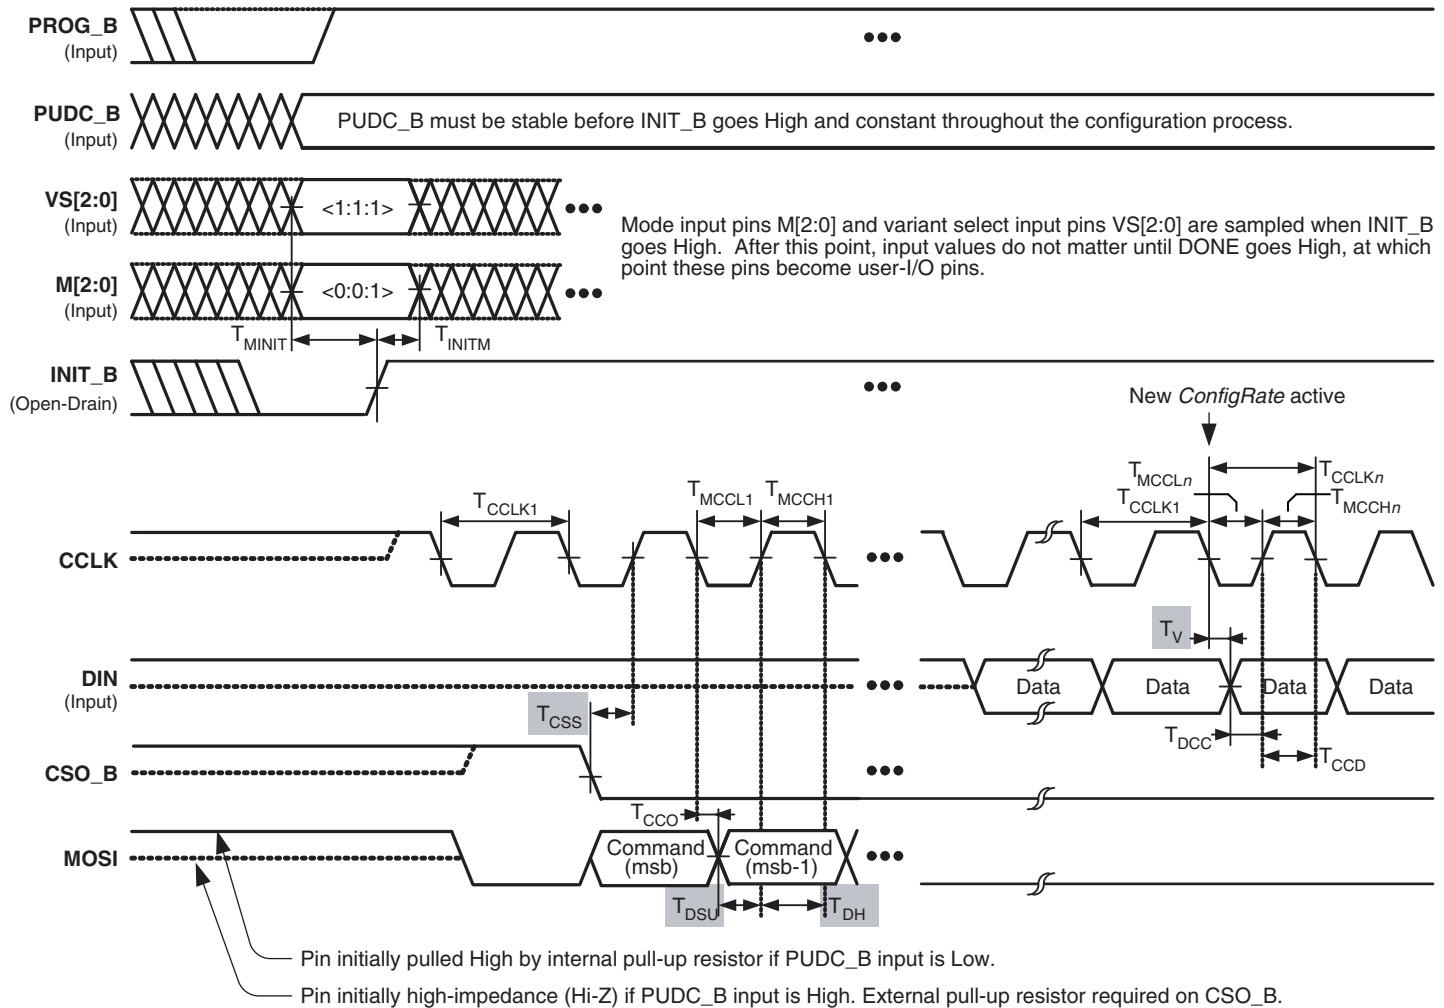 PROG_B
(Input)
PUDC_B
(Input)
PUDC_B must be stable before INIT_B goes High and constant throughout the configuration process.
VS[2:0]
(Input)
<1:1:1>
Mode input pins M[2:0] and variant select input pins VS[2:0] are sampled when INIT_B
goes High. After this point, input values do not matter until DONE goes High, at which
point these pins become user-I/O pins.
M[2:0]
(Input)
<0:0:1>
TMINIT
TINITM
INIT_B
(Open-Drain)
New ConfigRate active
TCCLK1
TMCCL1
TMCCH1
TMCCLn
TCCLKn
TCCLK1
TMCCHn
CCLK
TV
DIN
(Input)
Data
Data
Data
Data
TCSS
TDCC
TCCD
CSO_B
TCCO
MOSI
Command
(msb)
Command
(msb-1)
TDSU
TDH
Pin initially pulled High by internal pull-up resistor if PUDC_B input is Low.
Pin initially high-impedance (Hi-Z) if PUDC_B input is High. External pull-up resistor required on CSO_B.